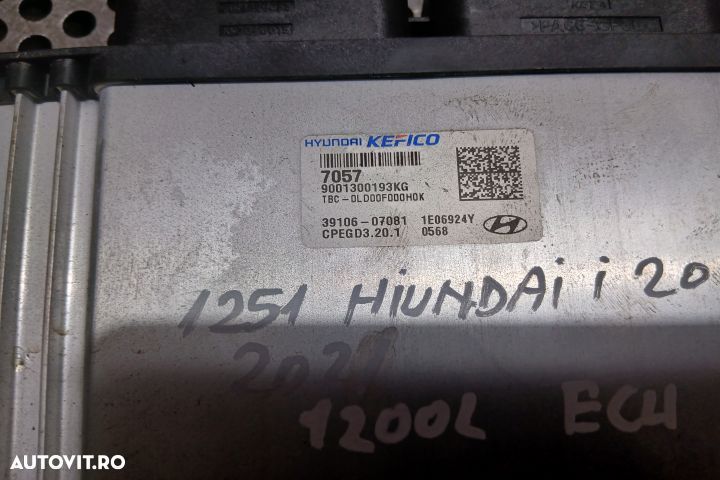 HYUNDAI KEFICO
7057
9001300193KG
TBC-0LD00F000H0K
39106-07081 1E06924Y
CPEGD3.20.1 0568
1251 HiUNDAi i 20
2021
1200L ECU
AUTOVIT.RO